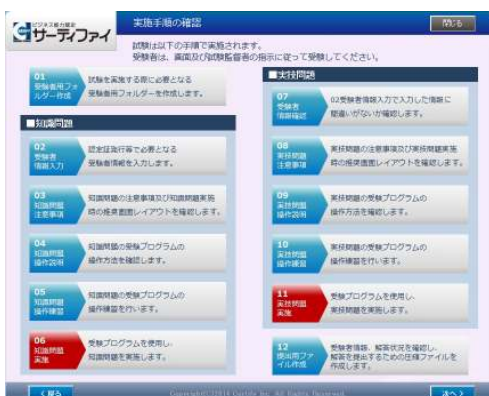 ビジネス能力検定
サーティファイ
実施手順の確認
閉じる
試験は以下の手順で実施されます。
受験者は、画面及び試験監督者の指示に従って受験してください。
01
受験者用フォ
ルダー作成
試験を実施する際に必要となる
受験者用フォルダーを作成します。
■知識問題
02
受験者
情報入力
認定証発行等で必要となる
受験者情報を入力します。
03
知識問題
注意事項
知識問題の注意事項及び知識問題実施
時の推奨画面レイアウトを確認します。
04
知識問題
操作説明
知識問題の受験プログラムの
操作方法を確認します。
05
知識問題
操作練習
知識問題の受験プログラムの
操作練習を行います。
06
知識問題
実施
受験プログラムを使用し、
知識問題を実施します。
■実技問題
07
受験者
情報確認
02受験者情報入力で入力した情報に
間違いがないか確認します。
08
実技問題
注意事項
実技問題の注意事項及び実技問題実施
時の推奨画面レイアウトを確認します。
09
実技問題
操作説明
実技問題の受験プログラムの
操作方法を確認します。
10
実技問題
操作練習
実技問題の受験プログラムの
操作練習を行います。
11
実技問題
実施
受験プログラムを使用し、
実技問題を実施します。
12
提出用ファ
イル作成
受験者情報、解答状況を確認し、
解答を提出するための圧縮ファイルを
作成します。
く戻る
Copyright(C)2016 Certify Inc. All Rights Reserved.
次へ>